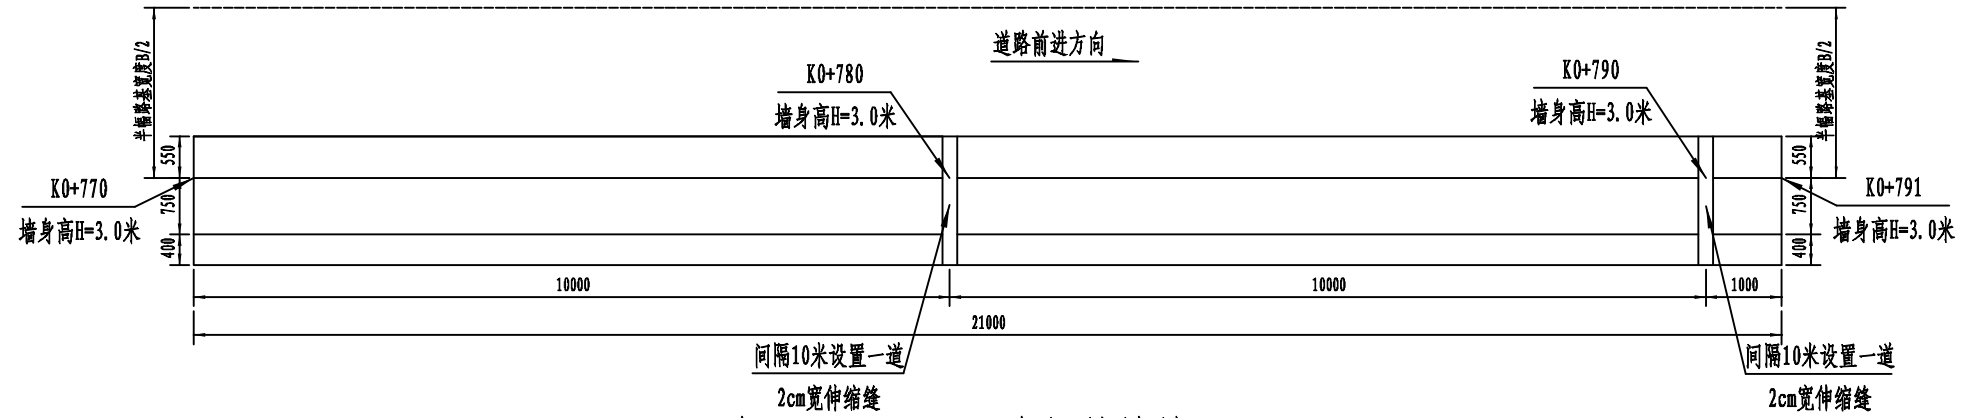 道路前进方向
半幅路基宽度B/2
K0+780
墙身高H=3.0米
K0+790
墙身高H=3.0米
半幅路基宽度B/2
550
750
400
K0+770
墙身高H=3.0米
550
750
400
K0+791
墙身高H=3.0米
10000
10000
1000
21000
间隔10米设置一道
2cm宽伸缩缝
间隔10米设置一道
2cm宽伸缩缝